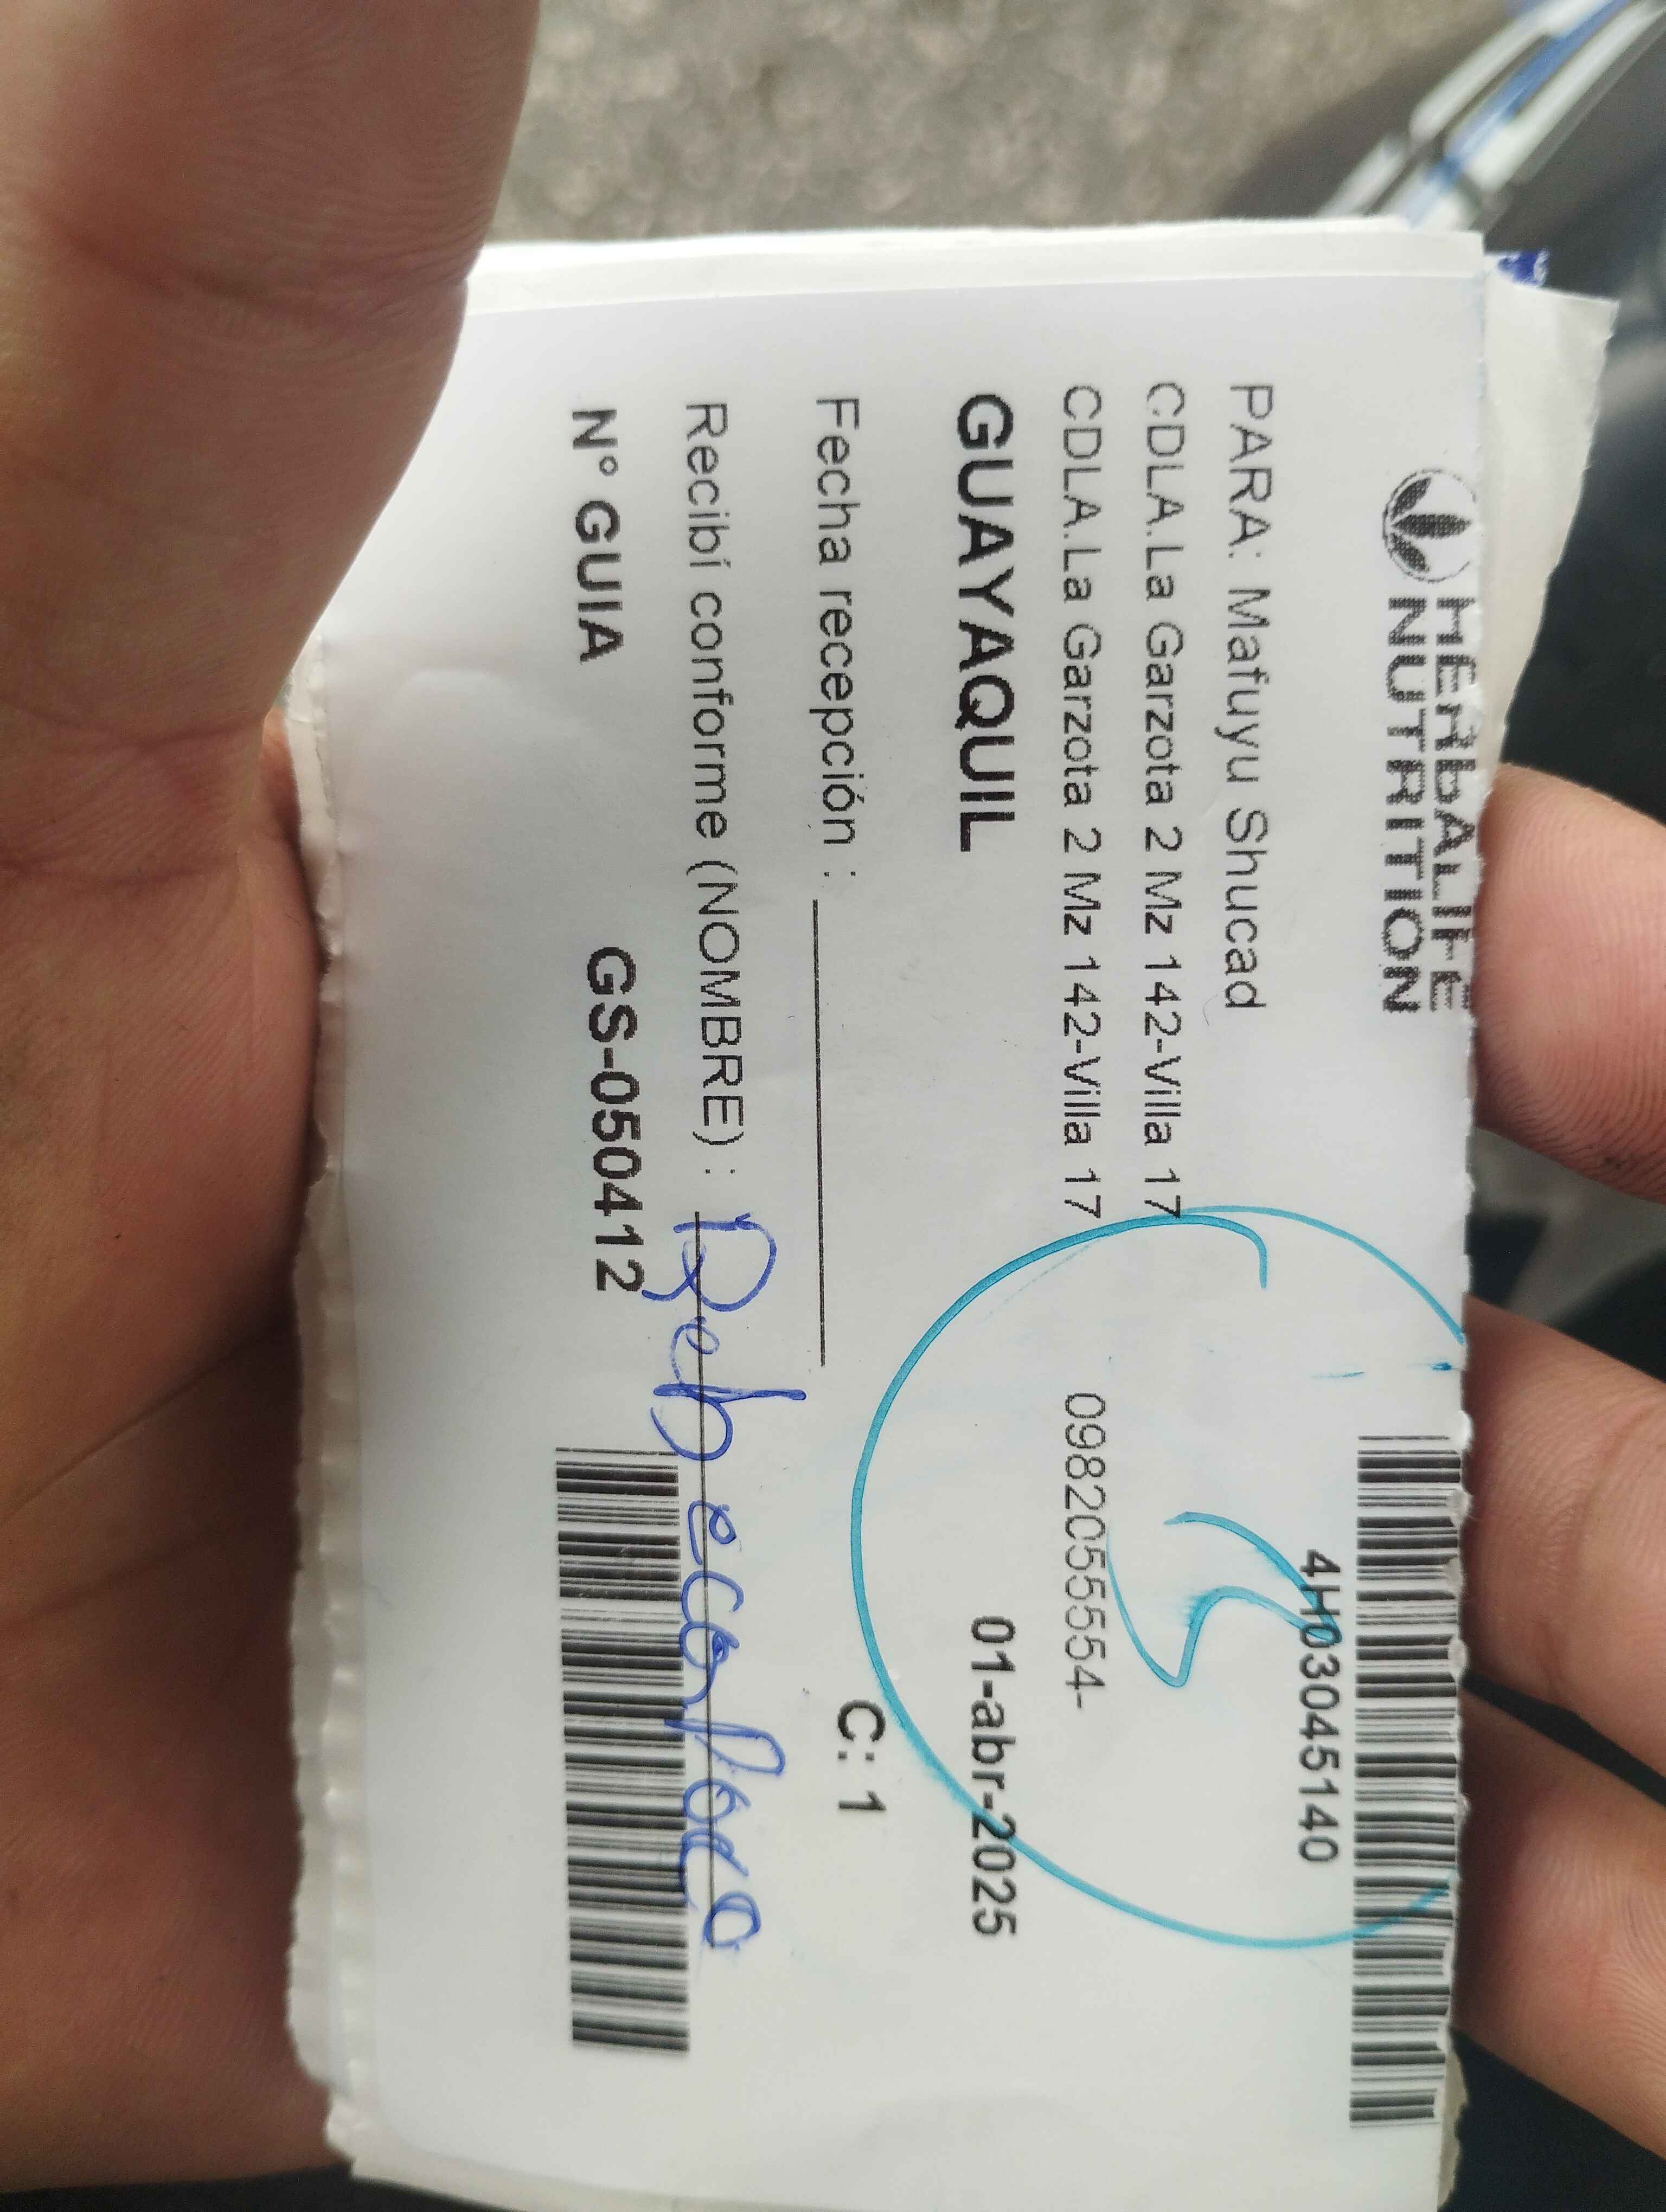 HERBALIFE
NUTRITION
4H03045140
PARA: Mafuyu Shucad
CDLA.La Garzota 2 Mz 142-Villa 17
CDLA.La Garzota 2 Mz 142-Villa 17 0982055554-
GUAYAQUIL 01-abr-2025
Fecha recepción : C: 1
Recibí conforme (NOMBRE) :
N° GUIA GS-050412